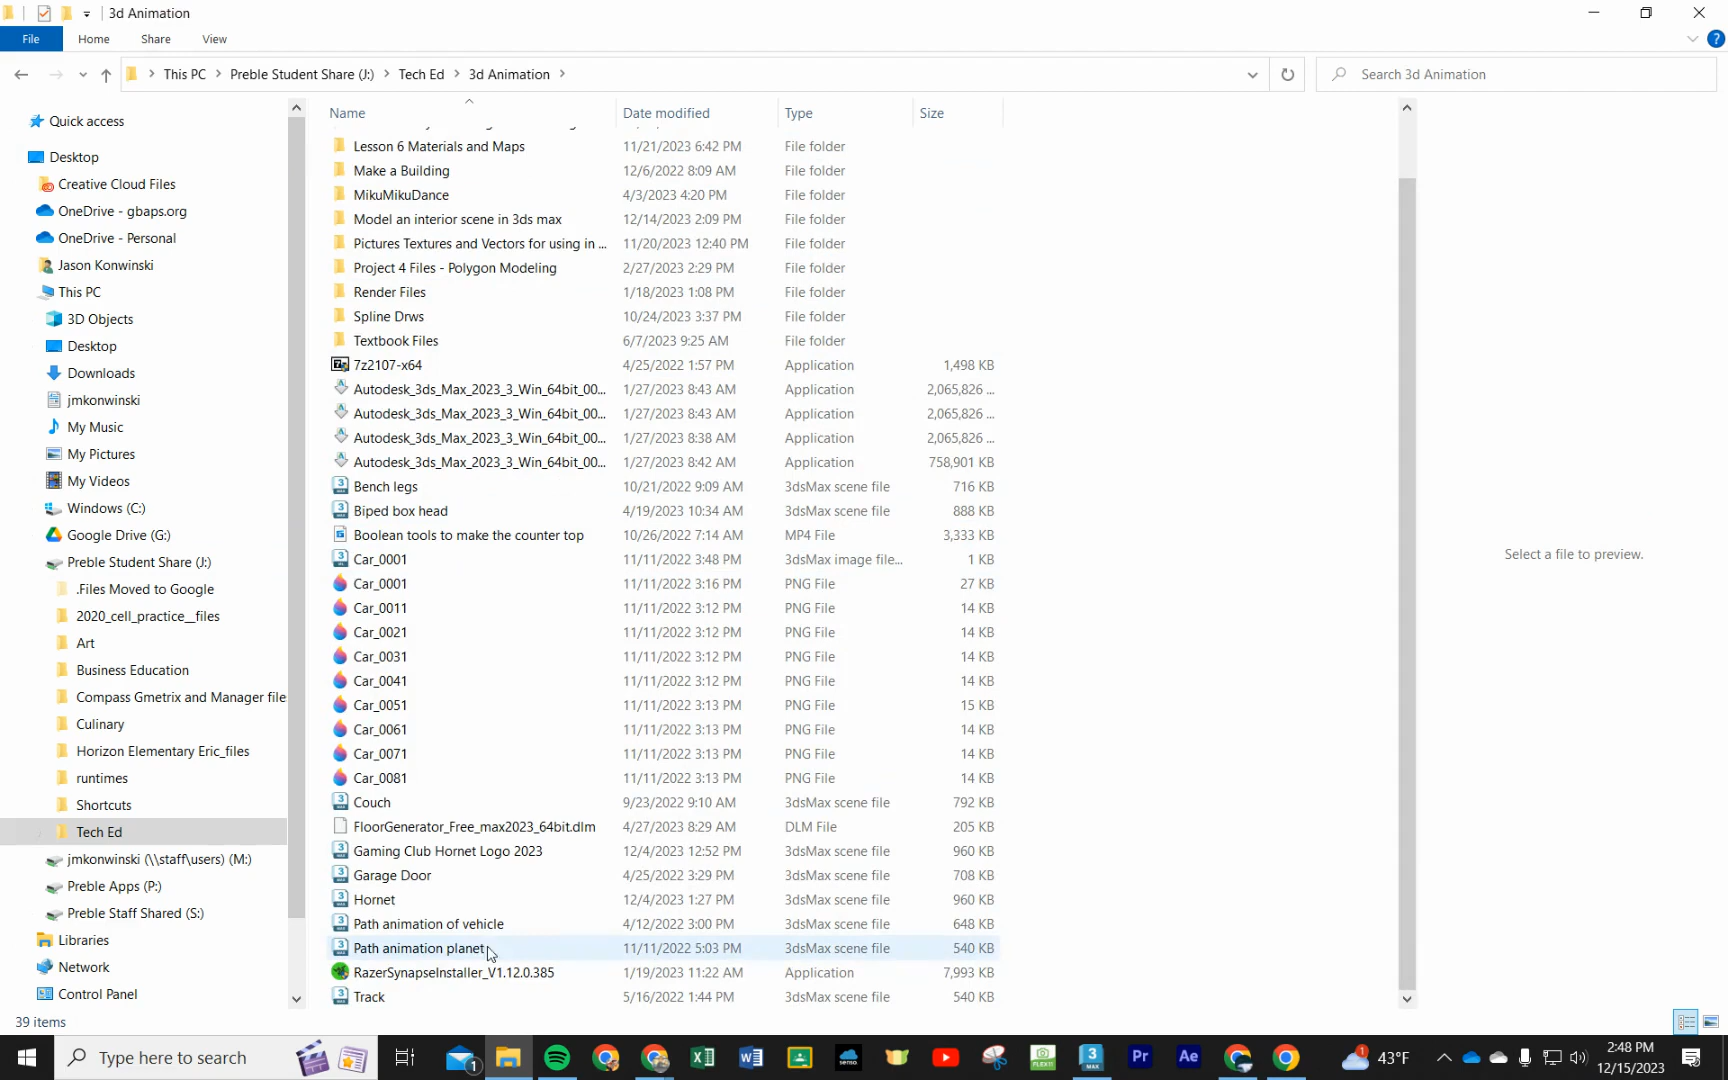 3d Animation
File Home Share View
This PC Preble Student Share (J:) Tech Ed 3d Animation
Search 3d Animation
Name Date modified Type Size
Quick access
Desktop
Creative Cloud Files
OneDrive - gbaps.org
OneDrive - Personal
Jason Konwinski
This PC
3D Objects
Desktop
Downloads
jmkonwinski
My Music
My Pictures
My Videos
Windows (C:)
Google Drive (G:)
Preble Student Share (J:)
.Files Moved to Google
2020_cell_practice__files
Art
Business Education
Compass Gmetrix and Manager file
Culinary
Horizon Elementary Eric_files
runtimes
Shortcuts
Tech Ed
jmkonwinski (\\staff\users) (M:)
Preble Apps (P:)
Preble Staff Shared (S:)
Libraries
Network
Control Panel
Lesson 6 Materials and Maps 11/21/2023 6:42 PM File folder
Make a Building 12/6/2022 8:09 AM File folder
MikuMikuDance 4/3/2023 4:20 PM File folder
Model an interior scene in 3ds max 12/14/2023 2:09 PM File folder
Pictures Textures and Vectors for using in ... 11/20/2023 12:40 PM File folder
Project 4 Files - Polygon Modeling 2/27/2023 2:29 PM File folder
Render Files 1/18/2023 1:08 PM File folder
Spline Drws 10/24/2023 3:37 PM File folder
Textbook Files 6/7/2023 9:25 AM File folder
7z2107-x64 4/25/2022 1:57 PM Application 1,498 KB
Autodesk_3ds_Max_2023_3_Win_64bit_00... 1/27/2023 8:43 AM Application 2,065,826 ...
Autodesk_3ds_Max_2023_3_Win_64bit_00... 1/27/2023 8:43 AM Application 2,065,826 ...
Autodesk_3ds_Max_2023_3_Win_64bit_00... 1/27/2023 8:38 AM Application 2,065,826 ...
Autodesk_3ds_Max_2023_3_Win_64bit_00... 1/27/2023 8:42 AM Application 758,901 KB
Bench legs 10/21/2022 9:09 AM 3dsMax scene file 716 KB
Biped box head 4/19/2023 10:34 AM 3dsMax scene file 888 KB
Boolean tools to make the counter top 10/26/2022 7:14 AM MP4 File 3,333 KB
Car_0001 11/11/2022 3:48 PM 3dsMax image file... 1 KB
Car_0001 11/11/2022 3:16 PM PNG File 27 KB
Car_0011 11/11/2022 3:12 PM PNG File 14 KB
Car_0021 11/11/2022 3:12 PM PNG File 14 KB
Car_0031 11/11/2022 3:12 PM PNG File 14 KB
Car_0041 11/11/2022 3:12 PM PNG File 14 KB
Car_0051 11/11/2022 3:13 PM PNG File 15 KB
Car_0061 11/11/2022 3:13 PM PNG File 14 KB
Car_0071 11/11/2022 3:13 PM PNG File 14 KB
Car_0081 11/11/2022 3:13 PM PNG File 14 KB
Couch 9/23/2022 9:10 AM 3dsMax scene file 792 KB
FloorGenerator_Free_max2023_64bit.dlm 4/27/2023 8:29 AM DLM File 205 KB
Gaming Club Hornet Logo 2023 12/4/2023 12:52 PM 3dsMax scene file 960 KB
Garage Door 4/25/2022 3:29 PM 3dsMax scene file 708 KB
Hornet 12/4/2023 1:27 PM 3dsMax scene file 960 KB
Path animation of vehicle 4/12/2022 3:00 PM 3dsMax scene file 648 KB
Path animation planet 11/11/2022 5:03 PM 3dsMax scene file 540 KB
RazerSynapseInstaller_V1.12.0.385 1/19/2023 11:22 AM Application 7,993 KB
Track 5/16/2022 1:44 PM 3dsMax scene file 540 KB
Select a file to preview.
39 items
Type here to search
43°F
2:48 PM
12/15/2023